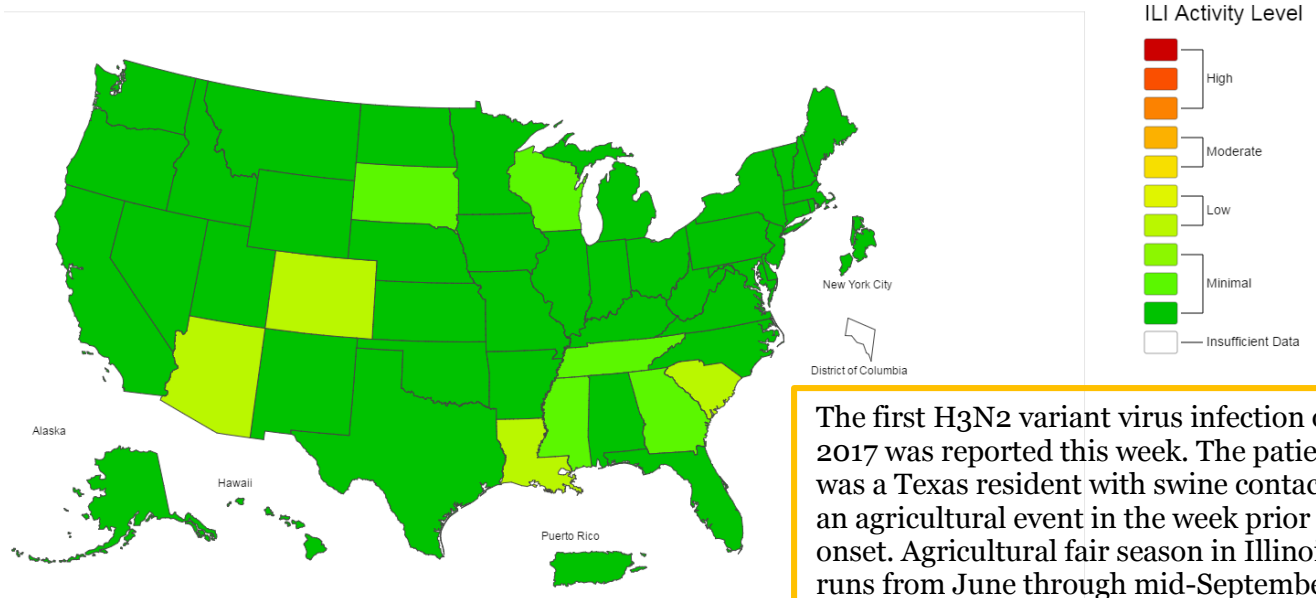 ILI Activity Level
High
Moderate
Low
Minimal
Insufficient Data
New York City
District of Columbia
Alaska
Hawaii
Puerto Rico
The first H3N2 variant virus infection
2017 was reported this week. The
was a Texas resident with swine
an agricultural event in the week prior
onset. Agricultural fair season in
runs from June through